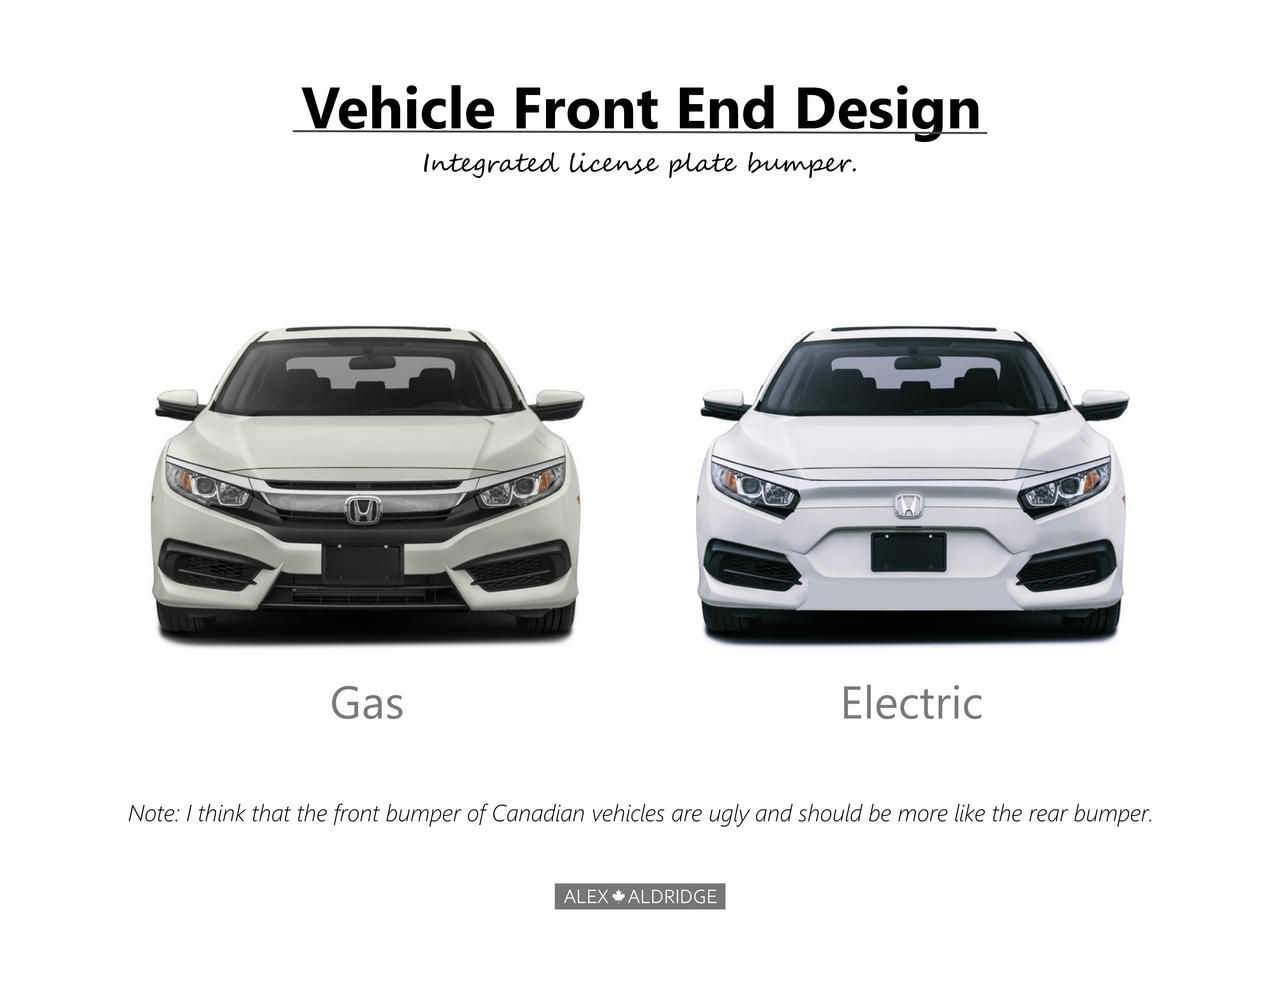 Vehicle Front End Design
Integrated license plate bumper.
Gas
Electric
Note: I think that the front bumper of Canadian vehicles are ugly and should be more like the rear bumper.
ALEX ALDRIDGE